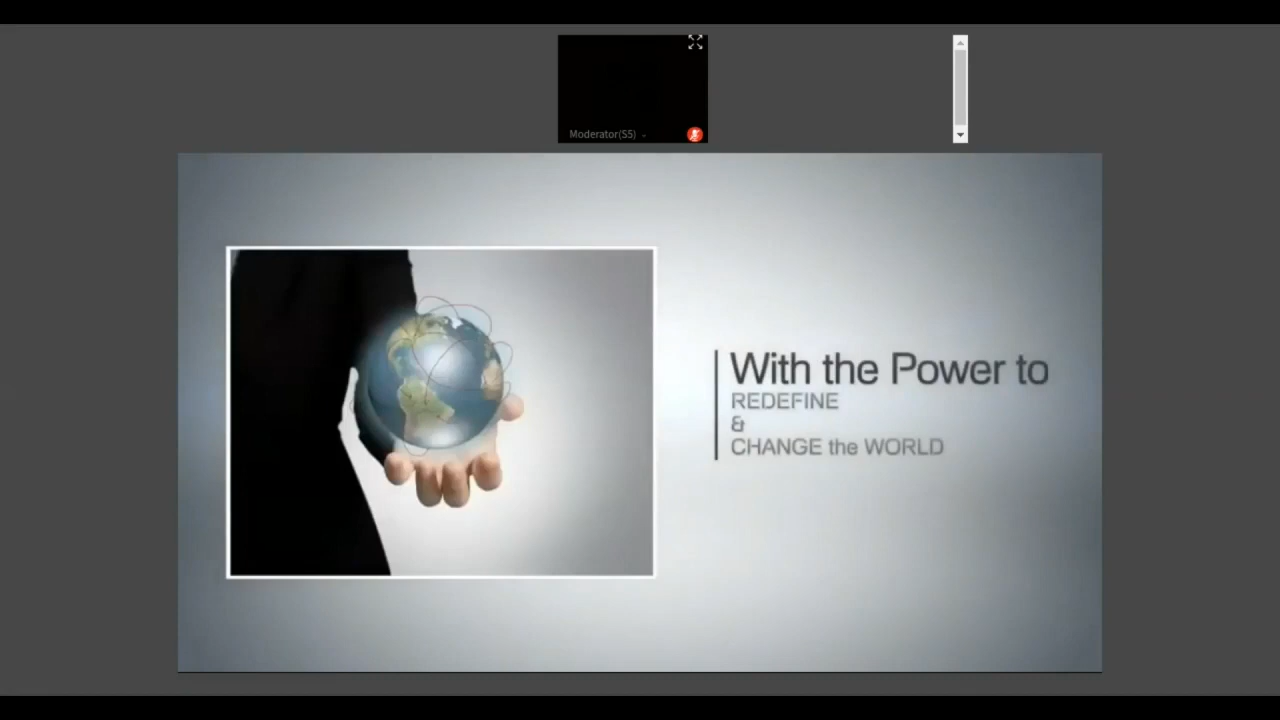 Moderator(S5)
With the Power to
REDEFINE
&
CHANGE the WORLD